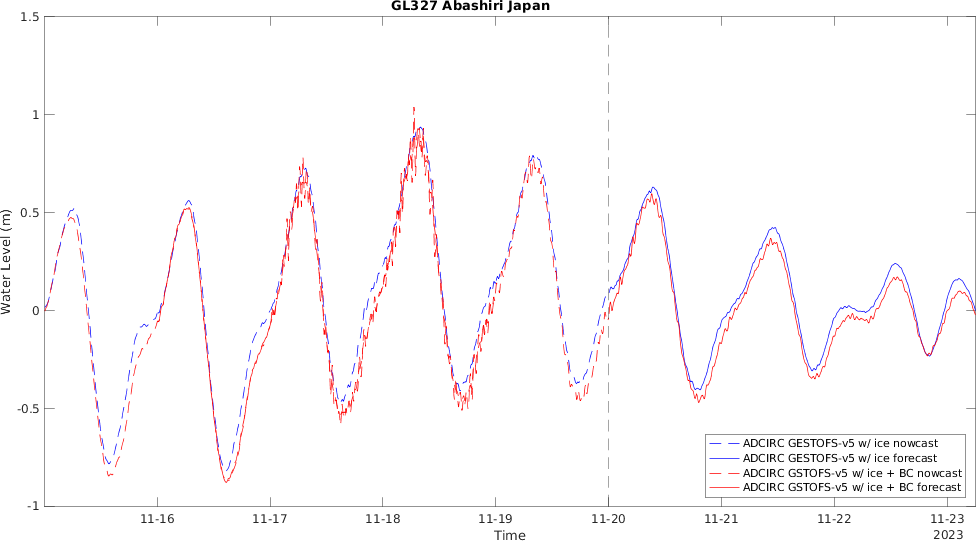 GL327 Abashiri Japan
1.5
1
0.5
0
-0.5
-1
Water Level (m)
ADCIRC GESTOFS-v5 w/ ice nowcast
ADCIRC GESTOFS-v5 w/ ice forecast
ADCIRC GSTOFS-v5 w/ ice + BC nowcast
ADCIRC GSTOFS-v5 w/ ice + BC forecast
11-16 11-17 11-18 11-19 11-20 11-21 11-22 11-23
Time 2023